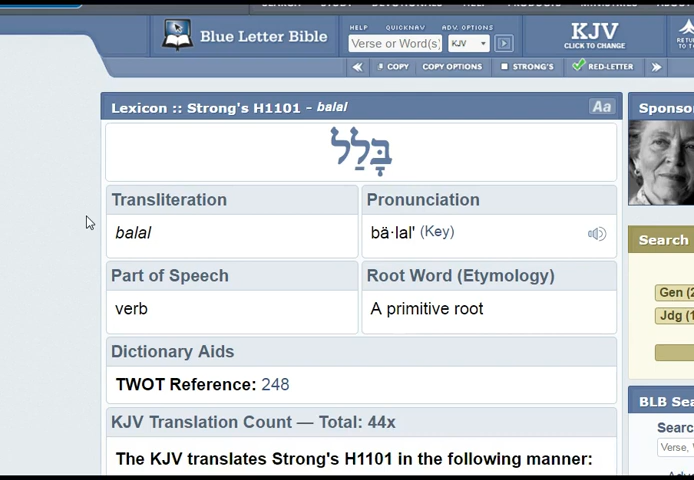 HELP QUICKNAV ADV. OPTIONS
Blue Letter Bible
Verse or Word(s) KJV
KJV
CLICK TO CHANGE
COPY COPY OPTIONS STRONG'S RED-LETTER
Lexicon :: Strong's H1101 - balal
Aa
בָּלַל
Transliteration
Pronunciation
balal
bä·lal' (Key)
Part of Speech
Root Word (Etymology)
verb
A primitive root
Dictionary Aids
TWOT Reference: 248
KJV Translation Count — Total: 44x
The KJV translates Strong's H1101 in the following manner:
Search
Gen
Jdg
BLB
Verse,